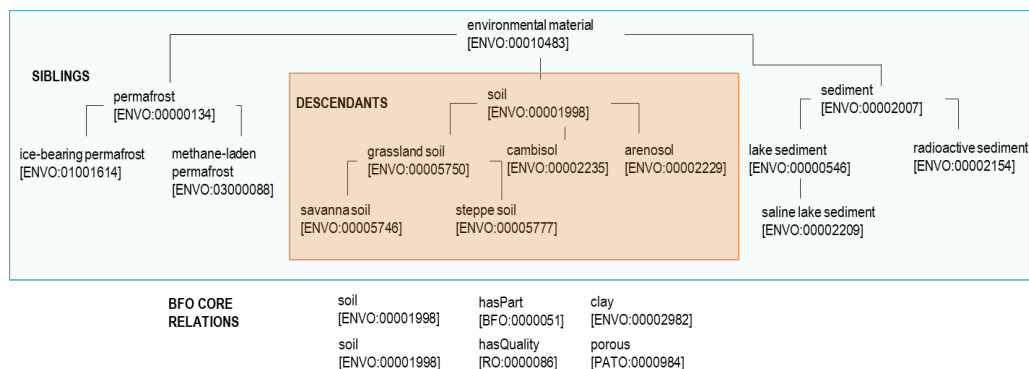 environmental material
[ENVO:00010483]
SIBLINGS
permafrost
[ENVO:00000134]
DESCENDANTS
soil
[ENVO:00001998]
sediment
[ENVO:00002007]
ice-bearing permafrost
[ENVO:01001614]
methane-laden
permafrost
[ENVO:03000088]
grassland soil
[ENVO:00005750]
cambisol
[ENVO:00002235]
arenosol
[ENVO:00002229]
lake sediment
[ENVO:00000546]
radioactive sediment
[ENVO:00002154]
savanna soil
[ENVO:00005746]
steppe soil
[ENVO:00005777]
saline lake sediment
[ENVO:00002209]
BFO CORE
RELATIONS
soil
[ENVO:00001998]
hasPart
[BFO:0000051]
clay
[ENVO:00002982]
soil
[ENVO:00001998]
hasQuality
[RO:0000086]
porous
[PATO:0000984]